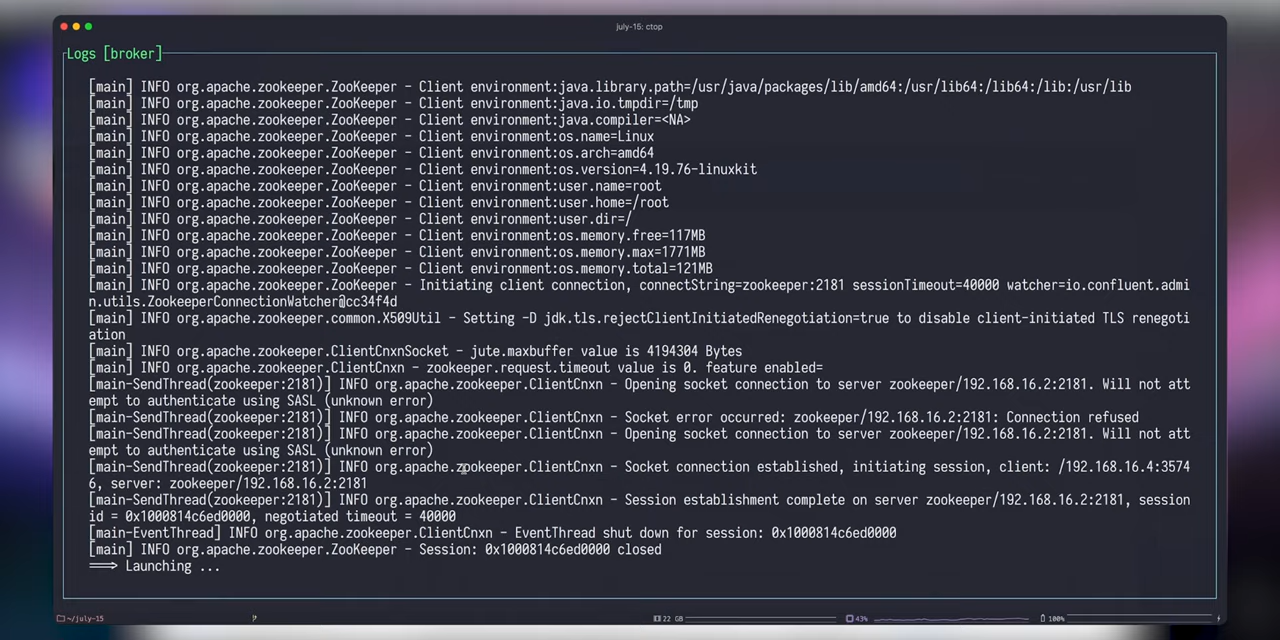 july-15: ctop
Logs [broker]
[main] INFO org.apache.zookeeper.ZooKeeper - Client environment:java.library.path=/usr/java/packages/lib/amd64:/usr/lib64:/lib64:/lib:/usr/lib
[main] INFO org.apache.zookeeper.ZooKeeper - Client environment:java.io.tmpdir=/tmp
[main] INFO org.apache.zookeeper.ZooKeeper - Client environment:java.compiler=<NA>
[main] INFO org.apache.zookeeper.ZooKeeper - Client environment:os.name=Linux
[main] INFO org.apache.zookeeper.ZooKeeper - Client environment:os.arch=amd64
[main] INFO org.apache.zookeeper.ZooKeeper - Client environment:os.version=4.19.76-linuxkit
[main] INFO org.apache.zookeeper.ZooKeeper - Client environment:user.name=root
[main] INFO org.apache.zookeeper.ZooKeeper - Client environment:user.home=/root
[main] INFO org.apache.zookeeper.ZooKeeper - Client environment:user.dir=/
[main] INFO org.apache.zookeeper.ZooKeeper - Client environment:os.memory.free=117MB
[main] INFO org.apache.zookeeper.ZooKeeper - Client environment:os.memory.max=1771MB
[main] INFO org.apache.zookeeper.ZooKeeper - Client environment:os.memory.total=121MB
[main] INFO org.apache.zookeeper.ZooKeeper - Initiating client connection, connectString=zookeeper:2181 sessionTimeout=40000 watcher=io.confluent.admi
n.utils.ZookeeperConnectionWatcher@cc34f4d
[main] INFO org.apache.zookeeper.common.X509Util - Setting -D jdk.tls.rejectClientInitiatedRenegotiation=true to disable client-initiated TLS renegoti
ation
[main] INFO org.apache.zookeeper.ClientCnxnSocket - jute.maxbuffer value is 4194304 Bytes
[main] INFO org.apache.zookeeper.ClientCnxn - zookeeper.request.timeout value is 0. feature enabled=
[main-SendThread(zookeeper:2181)] INFO org.apache.zookeeper.ClientCnxn - Opening socket connection to server zookeeper/192.168.16.2:2181. Will not att
empt to authenticate using SASL (unknown error)
[main-SendThread(zookeeper:2181)] INFO org.apache.zookeeper.ClientCnxn - Socket error occurred: zookeeper/192.168.16.2:2181: Connection refused
[main-SendThread(zookeeper:2181)] INFO org.apache.zookeeper.ClientCnxn - Opening socket connection to server zookeeper/192.168.16.2:2181. Will not att
empt to authenticate using SASL (unknown error)
[main-SendThread(zookeeper:2181)] INFO org.apache.zookeeper.ClientCnxn - Socket connection established, initiating session, client: /192.168.16.4:3574
6, server: zookeeper/192.168.16.2:2181
[main-SendThread(zookeeper:2181)] INFO org.apache.zookeeper.ClientCnxn - Session establishment complete on server zookeeper/192.168.16.2:2181, session
id = 0x1000814c6ed0000, negotiated timeout = 40000
[main-EventThread] INFO org.apache.zookeeper.ClientCnxn - EventThread shut down for session: 0x1000814c6ed0000
[main] INFO org.apache.zookeeper.ZooKeeper - Session: 0x1000814c6ed0000 closed
===> Launching ...
~/july-15
22 GB
43%
100%